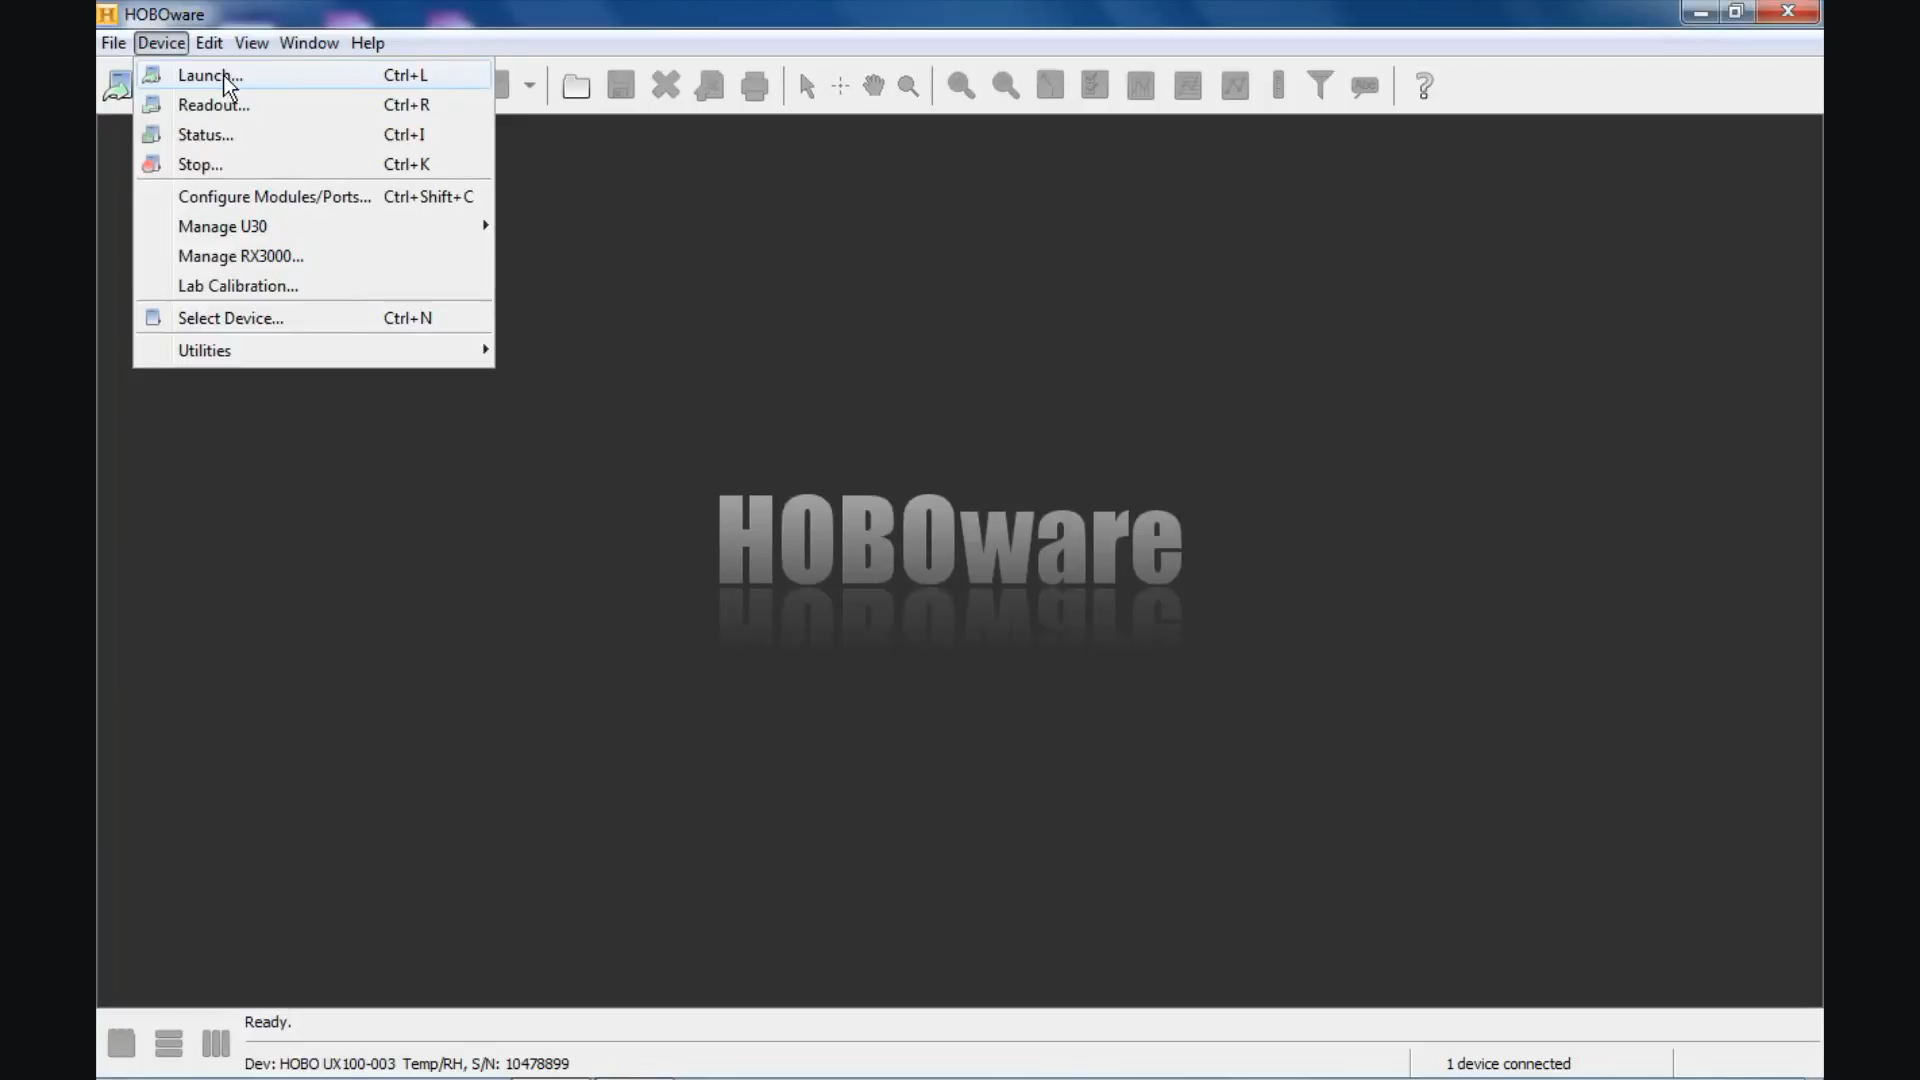 HOBOware
File Device Edit View Window Help
Launch... Ctrl+L
Readout... Ctrl+R
Status... Ctrl+I
Stop... Ctrl+K
Configure Modules/Ports... Ctrl+Shift+C
Manage U30
Manage RX3000...
Lab Calibration...
Select Device... Ctrl+N
Utilities
HOBOware
Ready.
Dev: HOBO UX100-003 Temp/RH, S/N: 10478899
1 device connected